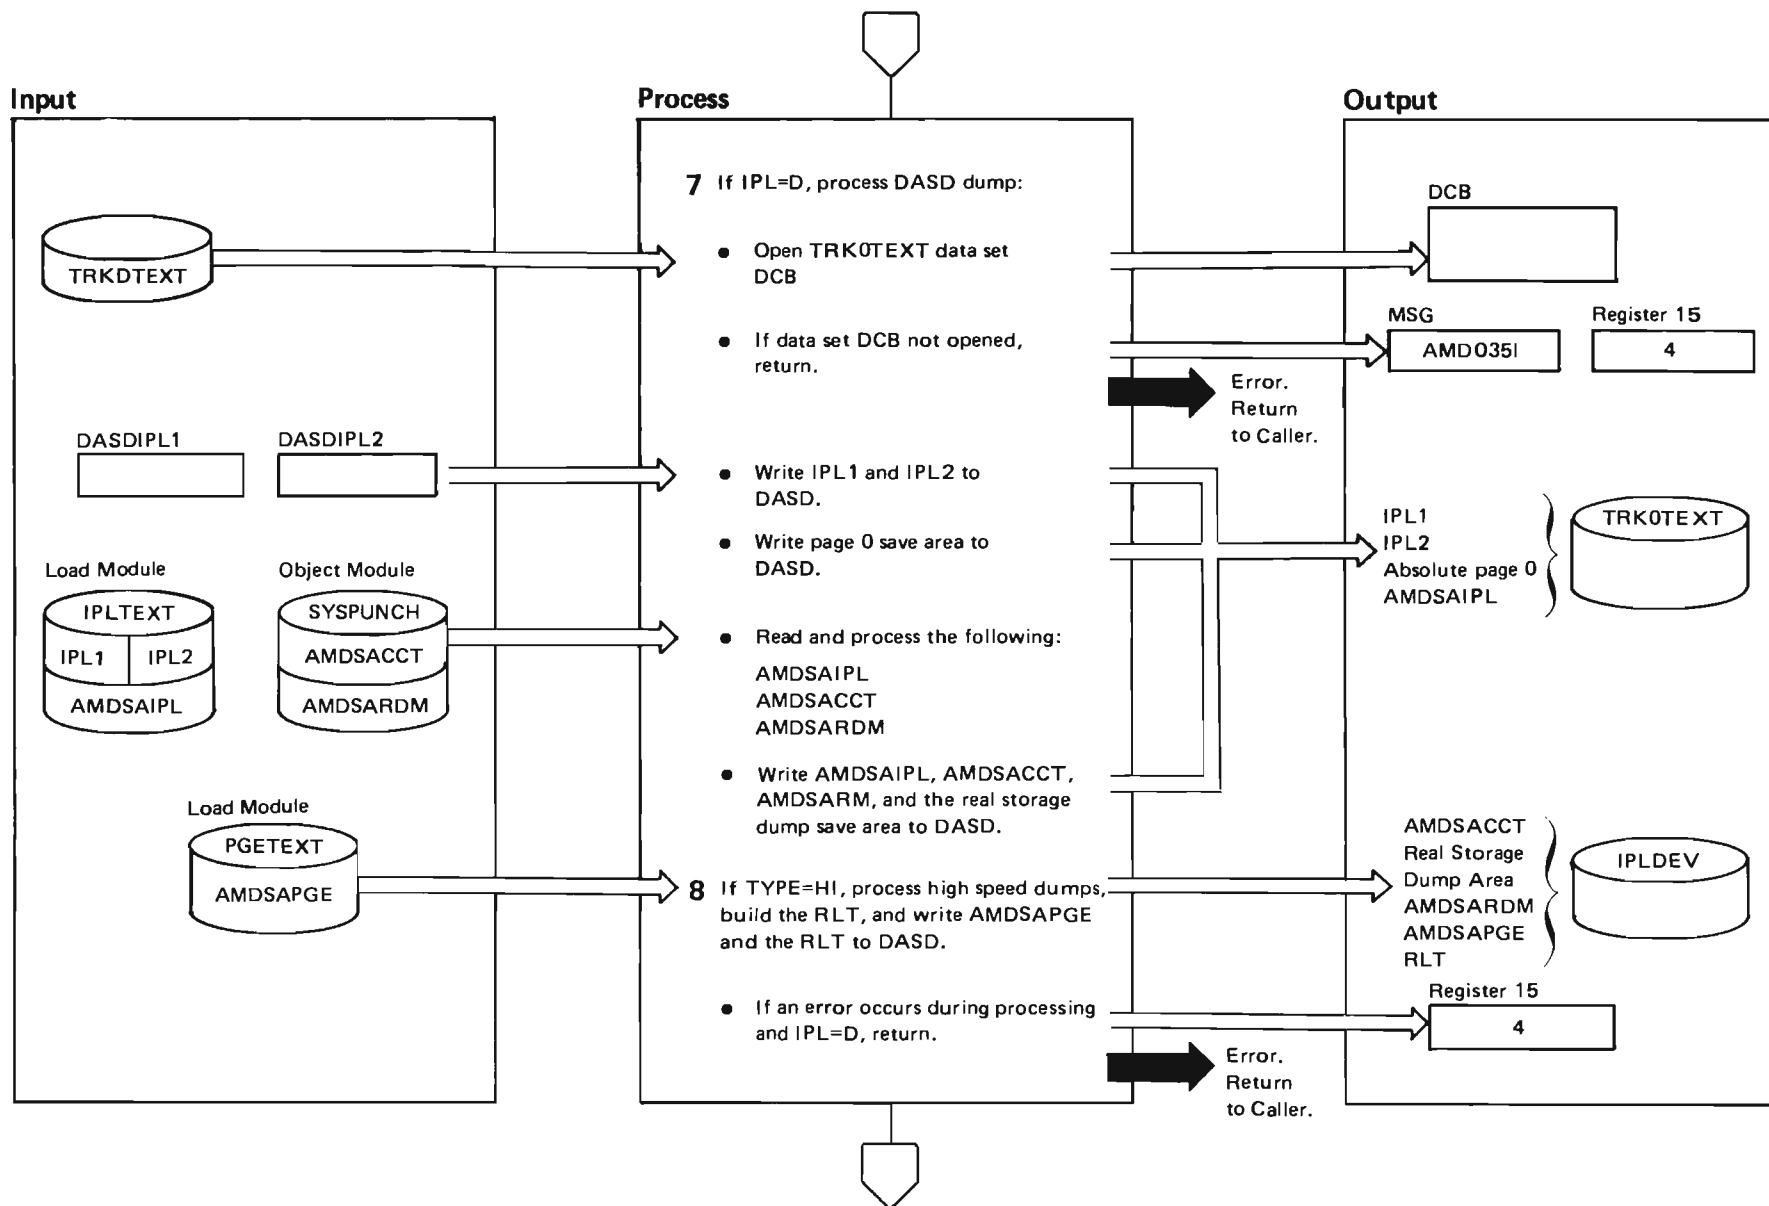 Input
TRKDTEXT
DASDIPL1
DASDIPL2
Load Module
IPLTEXT
IPL1
IPL2
AMDSAIPL
Object Module
SYSPUNCH
AMDSACCT
AMDSARDM
Load Module
PGETEXT
AMDSAPGE
Process
7 If IPL=D, process DASD dump:
● Open TRK0TEXT data set
DCB
● If data set DCB not opened,
return.
Error.
Return
to Caller.
● Write IPL1 and IPL2 to
DASD.
● Write page 0 save area to
DASD.
● Read and process the following:
AMDSAIPL
AMDSACCT
AMDSARDM
● Write AMDSAIPL, AMDSACCT,
AMDSARM, and the real storage
dump save area to DASD.
8 If TYPE=HI, process high speed dumps,
build the RLT, and write AMDSAPGE
and the RLT to DASD.
● If an error occurs during processing
and IPL=D, return.
Error.
Return
to Caller.
Output
DCB
MSG
AMD035I
Register 15
4
IPL1
IPL2
Absolute page 0
AMDSAIPL
TRK0TEXT
AMDSACCT
Real Storage
Dump Area
AMDSARDM
AMDSAPGE
RLT
IPLDEV
Register 15
4